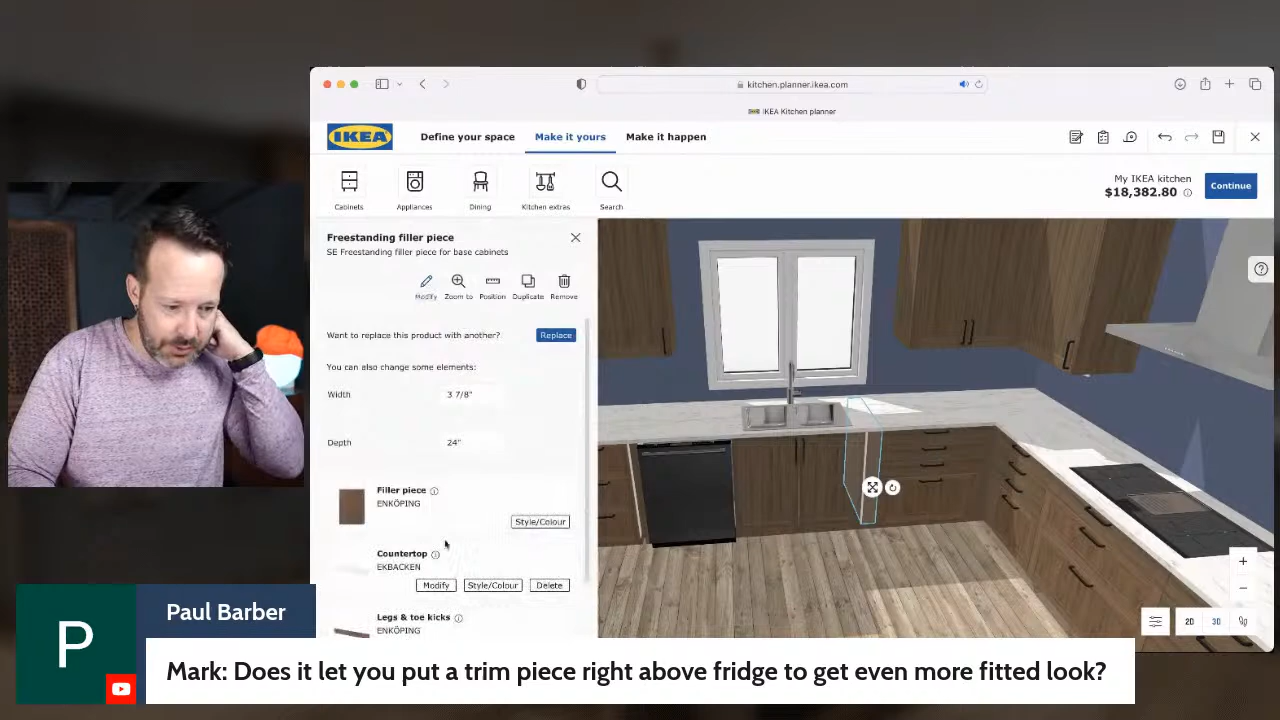 kitchen.planner.ikea.com
IKEA Kitchen planner
IKEA
Define your space
Make it yours
Make it happen
Cabinets
Appliances
Dining
Kitchen extras
Search
My IKEA kitchen
$18,382.80
Continue
Freestanding filler piece
SE Freestanding filler piece for base cabinets
Modify
Zoom to
Position
Duplicate
Remove
Want to replace this product with another?
Replace
You can also change some elements:
Width 3 7/8"
Depth 24"
Filler piece
ENKÖPING
Style/Colour
Countertop
EKBACKEN
Modify
Style/Colour
Delete
Legs & toe kicks
ENKÖPING
2D
3D
P
Paul Barber
Mark: Does it let you put a trim piece right above fridge to get even more fitted look?